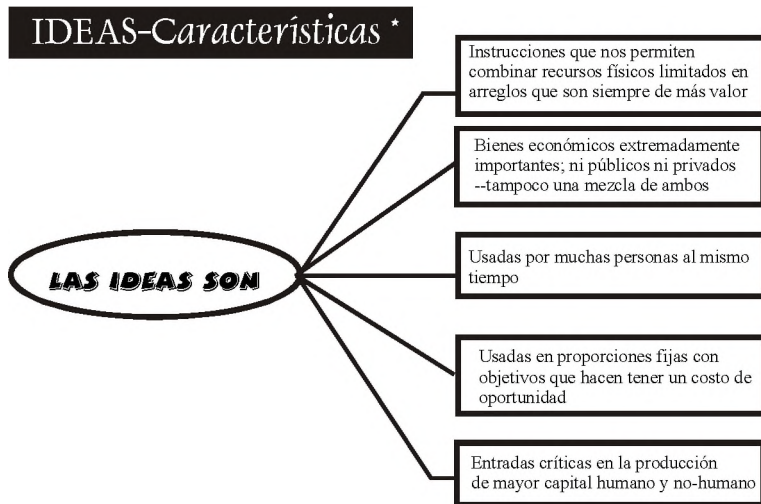 IDEAS-Características *
Instrucciones que nos permiten
combinar recursos físicos limitados en
arreglos que son siempre de más valor
Bienes económicos extremadamente
importantes; ni públicos ni privados
--tampoco una mezcla de ambos
LAS IDEAS SON
Usadas por muchas personas al mismo
tiempo
Usadas en proporciones fijas con
objetivos que hacen tener un costo de
oportunidad
Entradas críticas en la producción
de mayor capital humano y no-humano